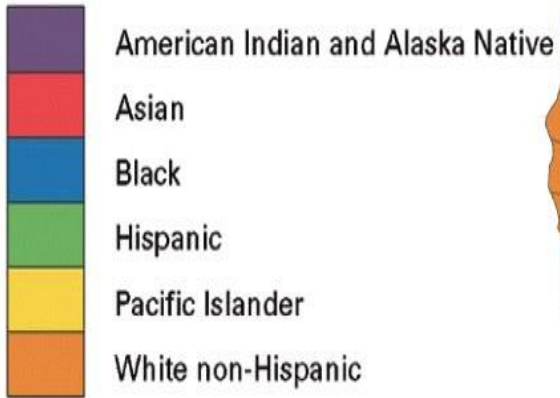 American Indian and Alaska Native
Asian
Black
Hispanic
Pacific Islander
White non-Hispanic